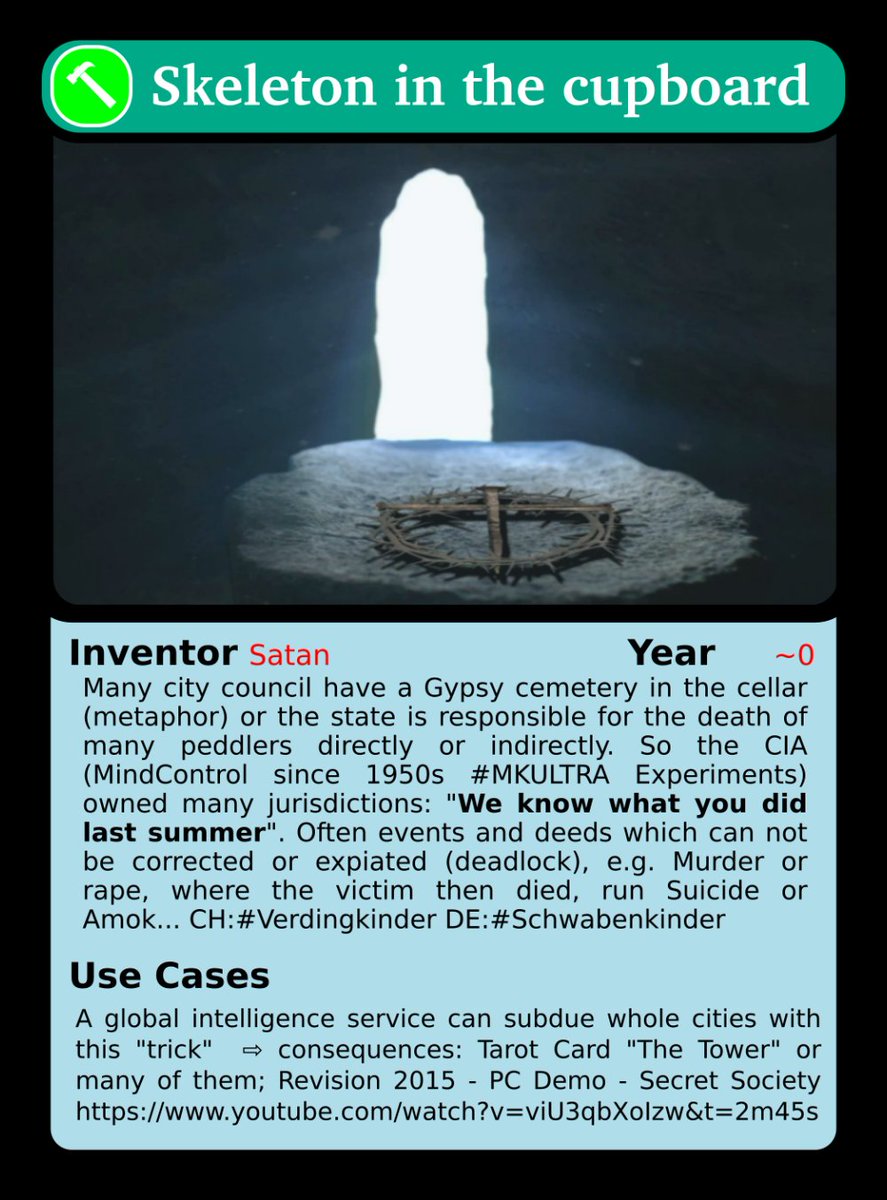 Skeleton in the cupboard
Inventor Satan Year ~0
Many city council have a Gypsy cemetery in the cellar
(metaphor) or the state is responsible for the death of
many peddlers directly or indirectly. So the CIA
(MindControl since 1950s #MKULTRA Experiments)
owned many jurisdictions: "We know what you did
last summer". Often events and deeds which can not
be corrected or expiated (deadlock), e.g. Murder or
rape, where the victim then died, run Suicide or
Amok... CH:#Verdingkinder DE:#Schwabenkinder
Use Cases
A global intelligence service can subdue whole cities with
this "trick" ⇨ consequences: Tarot Card "The Tower" or
many of them; Revision 2015 - PC Demo - Secret Society
https://www.youtube.com/watch?v=viU3qbXoIzw&t=2m45s